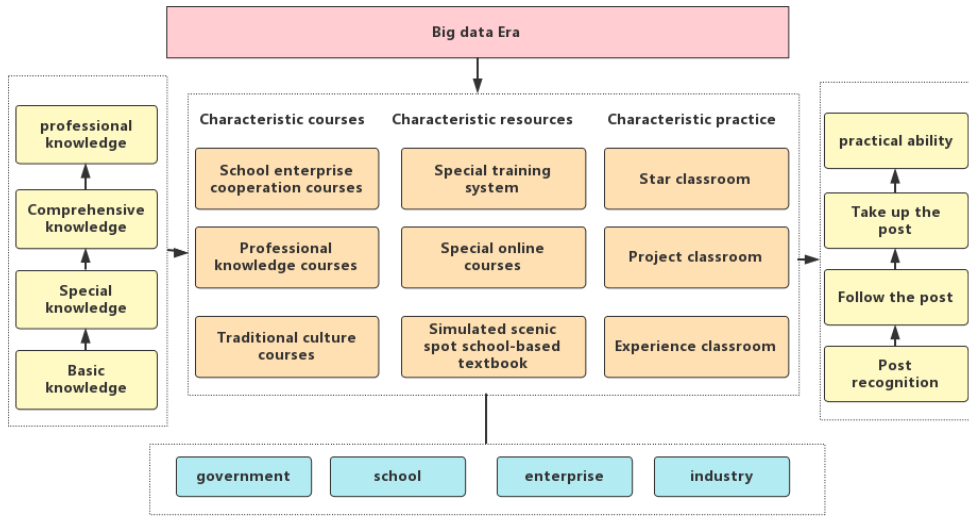 Big data Era
professional
knowledge
Comprehensive
knowledge
Special
knowledge
Basic
knowledge
Characteristic courses
School enterprise
cooperation courses
Professional
knowledge courses
Traditional culture
courses
Characteristic resources
Special training
system
Special online
courses
Simulated scenic
spot school-based
textbook
Characteristic practice
Star classroom
Project classroom
Experience classroom
practical ability
Take up the
post
Follow the post
Post
recognition
government
school
enterprise
industry